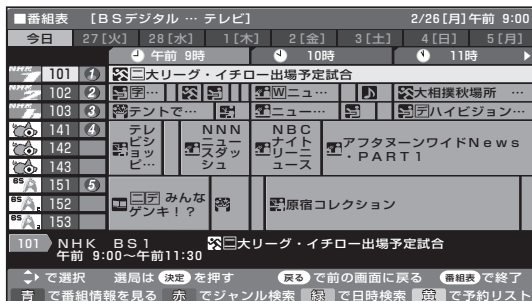 ■番組表 [BSデジタル … テレビ] 2/26[月]午前 9:00
今日 27[火] 28[水] 1[木] 2[金] 3[土] 4[日] 5[月]
午前 9時 10時 11時
101 1 二大リーグ・イチロー出場予定試合
102 2 字… W ニュ… 大相撲秋場所 …
103 3 テントで… ニュー… デハイビジョン…
141 4 テレビショッピ… NNNニュースダッシュ NBCナイトリーニュース アフタヌーンワイドNews・PART1
142
143
151 5 二デ みんなゲンキ!? 原宿コレクション
152
153
101 NHK BS1 二大リーグ・イチロー出場予定試合
午前 9:00~午前11:30
で選択 選局は 決定 を押す 戻る で前の画面に戻る 番組表 で終了
青 で番組情報を見る 赤 でジャンル検索 緑 で日時検索 黄 で予約リスト